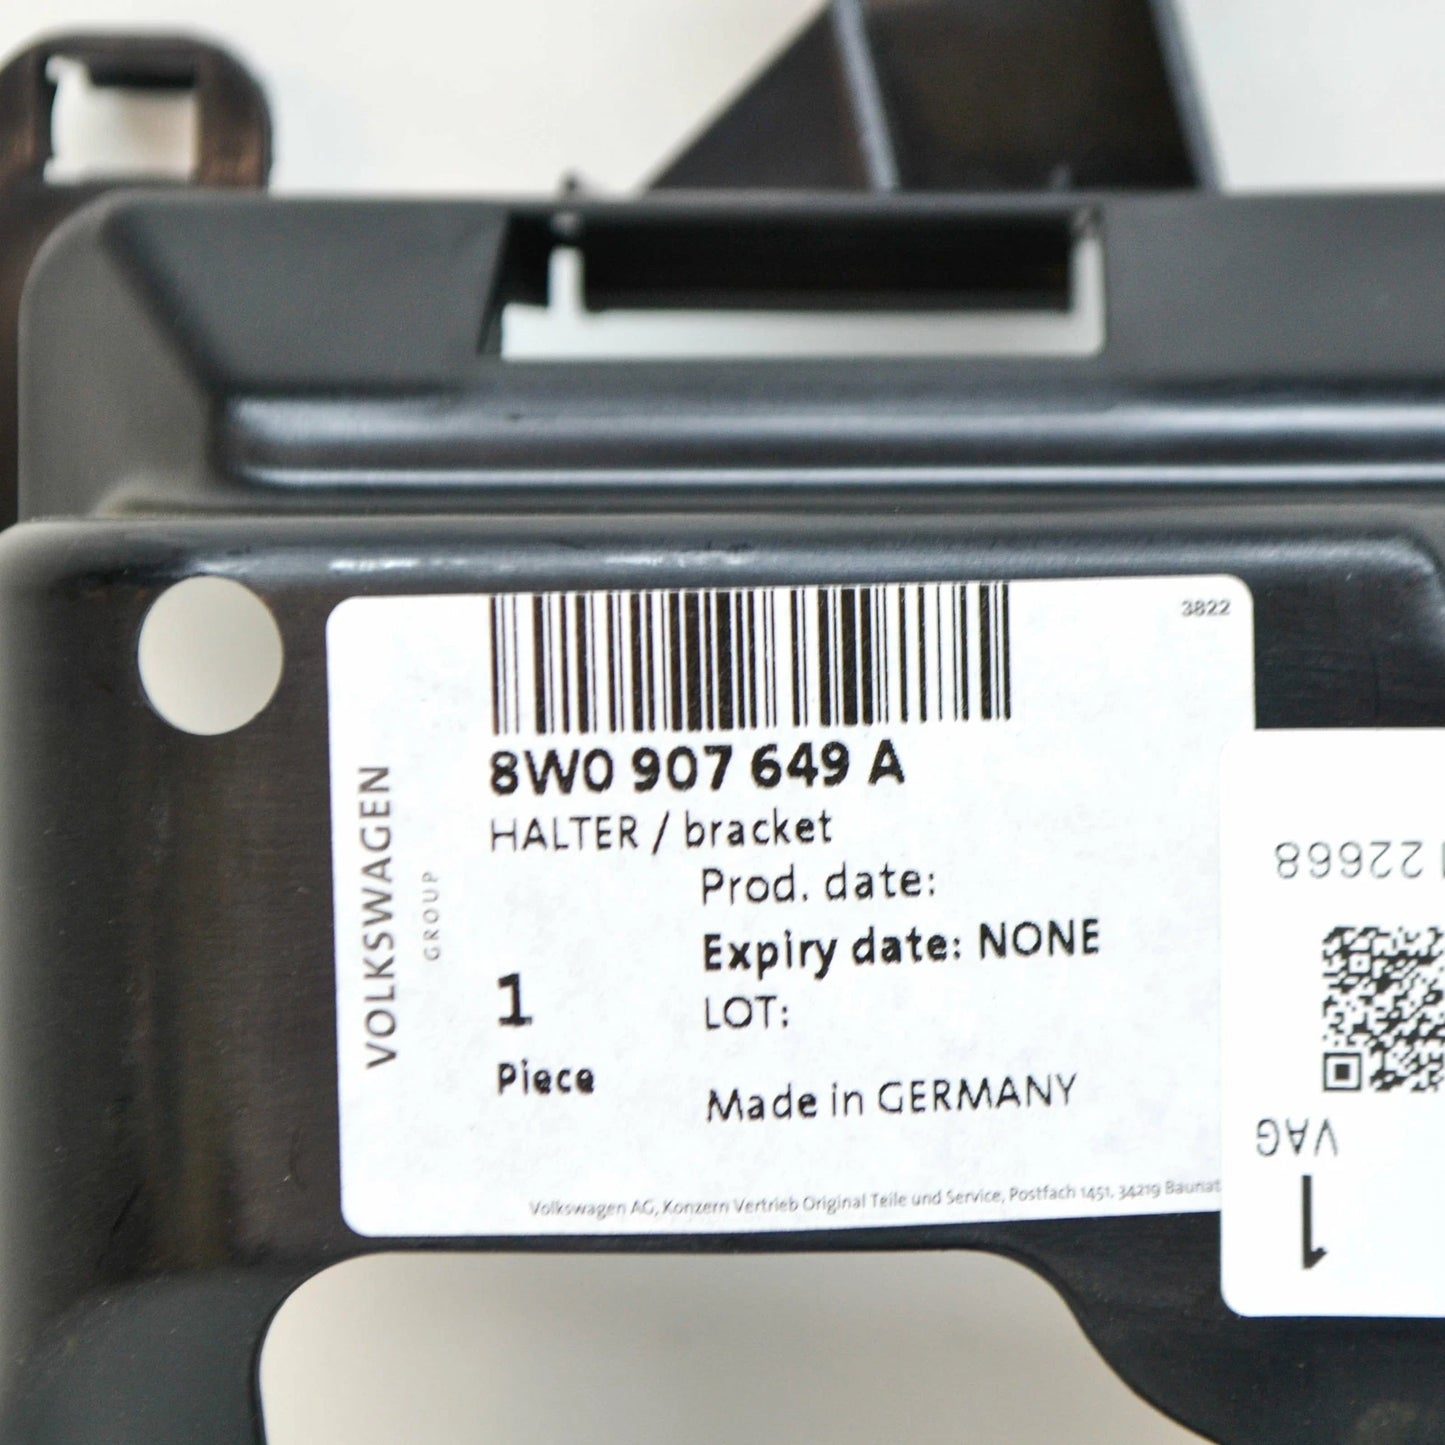 3822
8W0 907 649 A
HALTER / bracket
Prod. date:
Expiry date: NONE
LOT:
1
Piece
Made in GERMANY
VOLKSWAGEN
GROUP
Volkswagen AG, Konzern Vertrieb Original Teile und Service, Postfach 1451, 34219 Baunat
22668
VAG
1